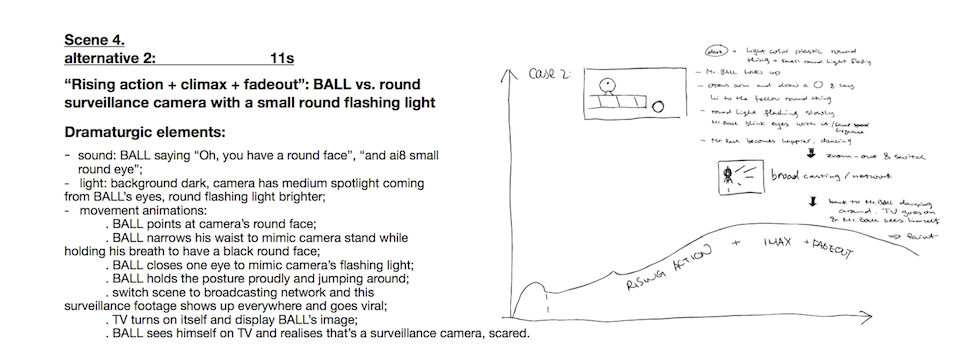 Scene 4.
alternative 2: 11s
“Rising action + climax + fadeout”: BALL vs. round
surveillance camera with a small round flashing light
Dramaturgic elements:
- sound: BALL saying “Oh, you have a round face”, “and ai8 small
round eye”;
- light: background dark, camera has medium spotlight coming
from BALL’s eyes, round flashing light brighter;
- movement animations:
. BALL points at camera’s round face;
. BALL narrows his waist to mimic camera stand while
holding his breath to have a black round face;
. BALL closes one eye to mimic camera’s flashing light;
. BALL holds the posture proudly and jumping around;
. switch scene to broadcasting network and this
surveillance footage shows up everywhere and goes viral;
. TV turns on itself and display BALL’s image;
. BALL sees himself on TV and realises that’s a surveillance camera, scared.
case 2:
+ light color plastic round
thing + small round light
- Mr. Ball looks up
- opens arm and draw a O & say
hi to the fellow round thing
- round light flashing slowly
Mr. Ball blink eyes with it /
- Mr. Ball becomes happier, dancing
zoom-out & switch
broadcasting / network
back to Mr. Ball dancing
around. TV goes on
& Mr. Ball sees himself
⇒ faint
RISING ACTION + IMAX + FADEOUT